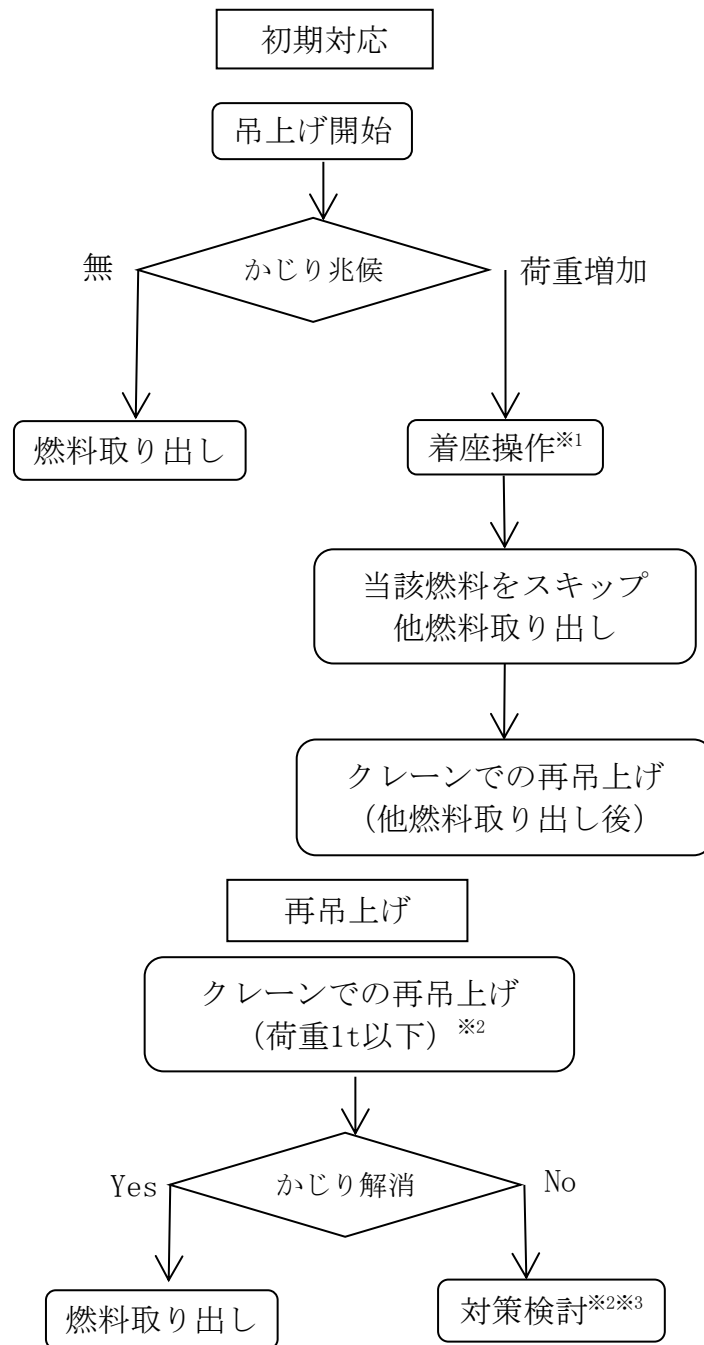 初期対応
吊上げ開始
かじり兆候
無
荷重増加
燃料取り出し
着座操作※1
当該燃料をスキップ
他燃料取り出し
クレーンでの再吊上げ
(他燃料取り出し後)
再吊上げ
クレーンでの再吊上げ
(荷重1t以下)※2
かじり解消
Yes
No
燃料取り出し
対策検討※2※3